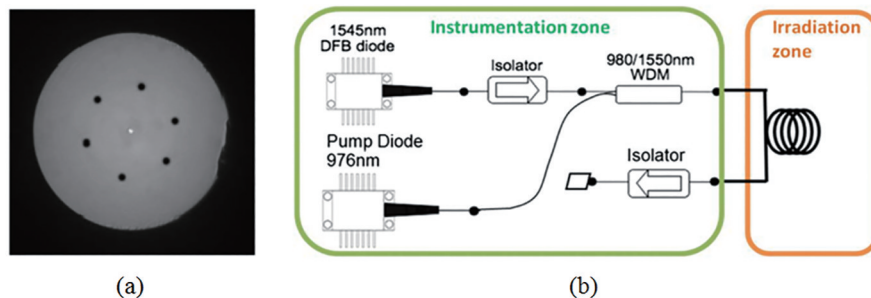 1545nm
DFB diode
Instrumentation zone
Irradiation
zone
Isolator
980/1550nm
WDM
Pump Diode
976nm
Isolator
(a)
(b)